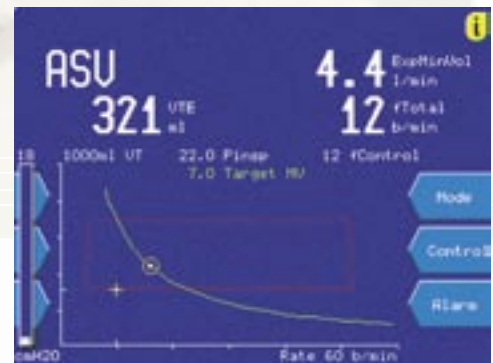 i
ASV 4.4 ExpMinVol l/min
321 VTE ml 12 fTotal b/min
18 1000ml VT 22.0 Pinsp 12 fControl
7.0 Target MV
Mode
Control
Alarm
cmH2O Rate 60 b/min